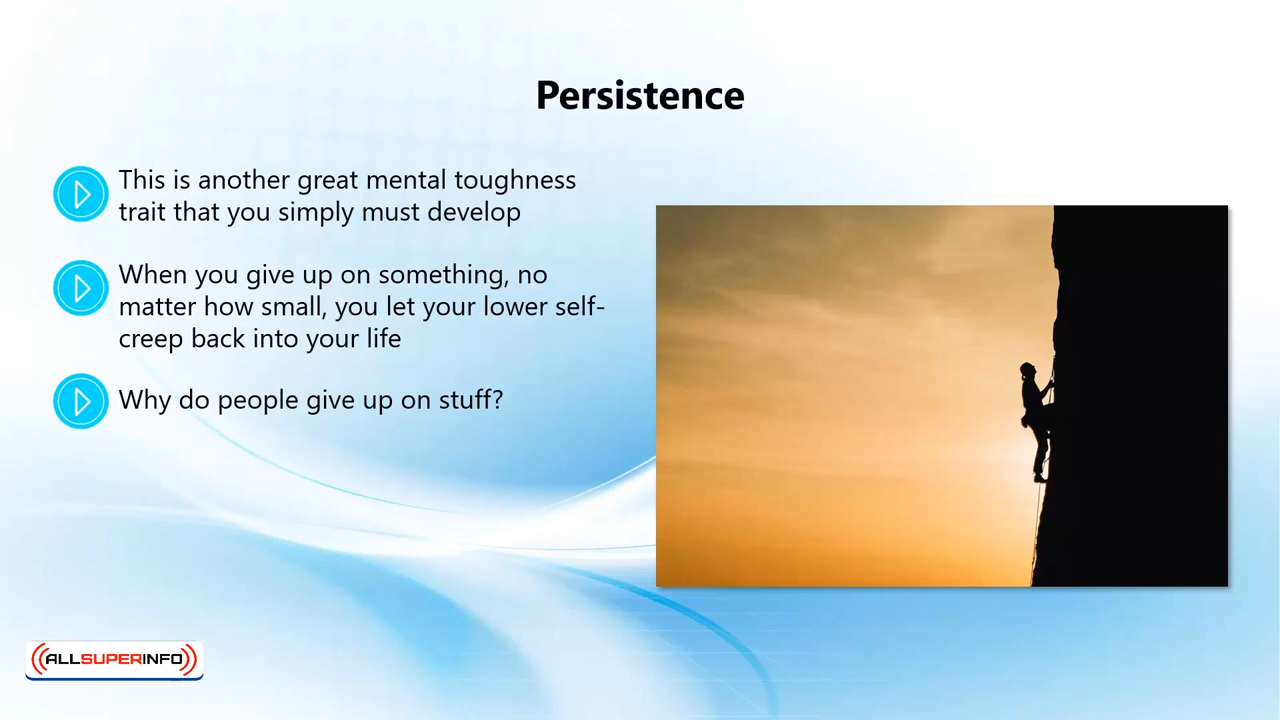 Persistence
This is another great mental toughness
trait that you simply must develop
When you give up on something, no
matter how small, you let your lower self-
creep back into your life
Why do people give up on stuff?
ALLSUPERINFO